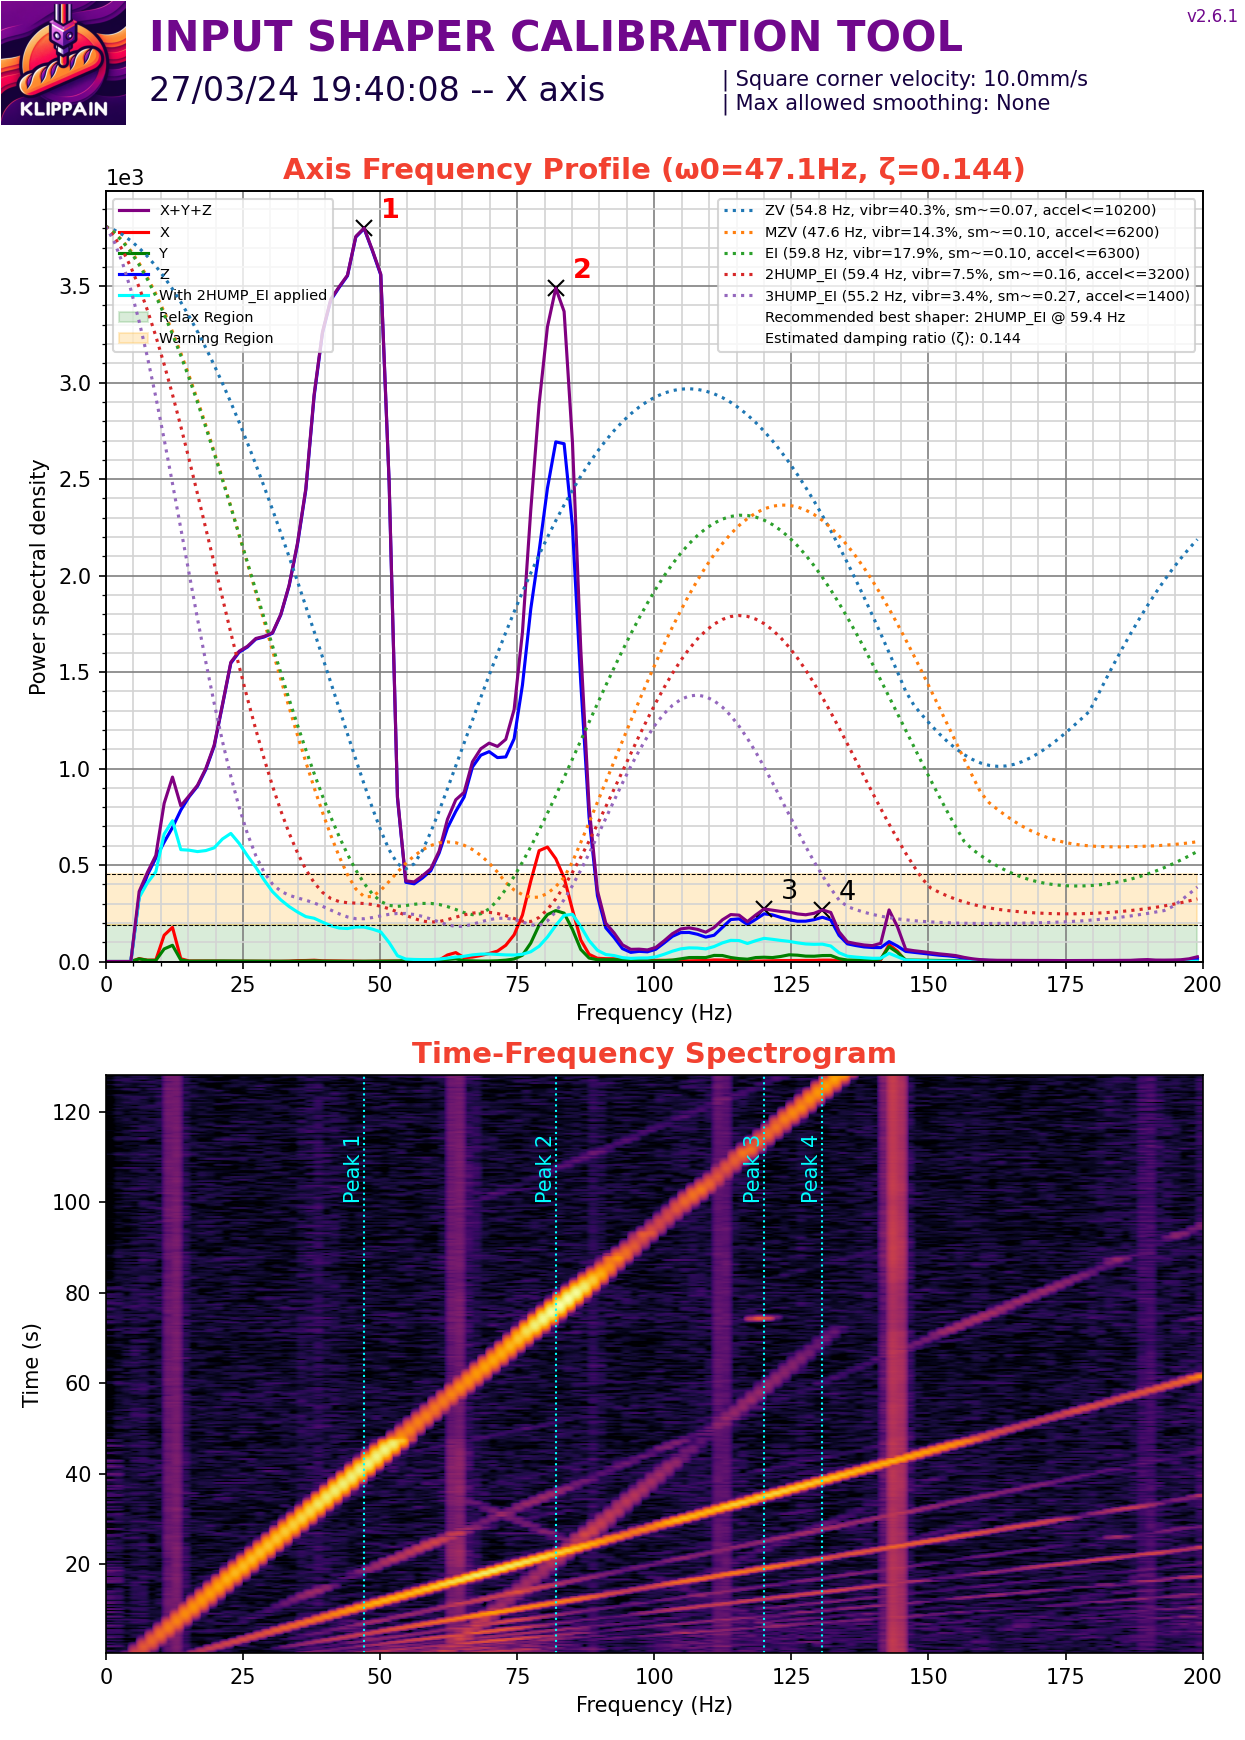 INPUT SHAPER CALIBRATION TOOL
v2.6.1
KLIPPAIN
27/03/24 19:40:08 -- X axis
| Square corner velocity: 10.0mm/s
| Max allowed smoothing: None
Axis Frequency Profile (ω0=47.1Hz, ζ=0.144)
1e3
X+Y+Z
X
Y
Z
With 2HUMP_EI applied
Relax Region
Warning Region
ZV (54.8 Hz, vibr=40.3%, sm~=0.07, accel<=10200)
MZV (47.6 Hz, vibr=14.3%, sm~=0.10, accel<=6200)
EI (59.8 Hz, vibr=17.9%, sm~=0.10, accel<=6300)
2HUMP_EI (59.4 Hz, vibr=7.5%, sm~=0.16, accel<=3200)
3HUMP_EI (55.2 Hz, vibr=3.4%, sm~=0.27, accel<=1400)
Recommended best shaper: 2HUMP_EI @ 59.4 Hz
Estimated damping ratio (ζ): 0.144
1
2
3
4
Power spectral density
3.5
3.0
2.5
2.0
1.5
1.0
0.5
0.0
0 25 50 75 100 125 150 175 200
Frequency (Hz)
Time-Frequency Spectrogram
Time (s)
120
100
80
60
40
20
Peak 1
Peak 2
Peak 3
Peak 4
0 25 50 75 100 125 150 175 200
Frequency (Hz)